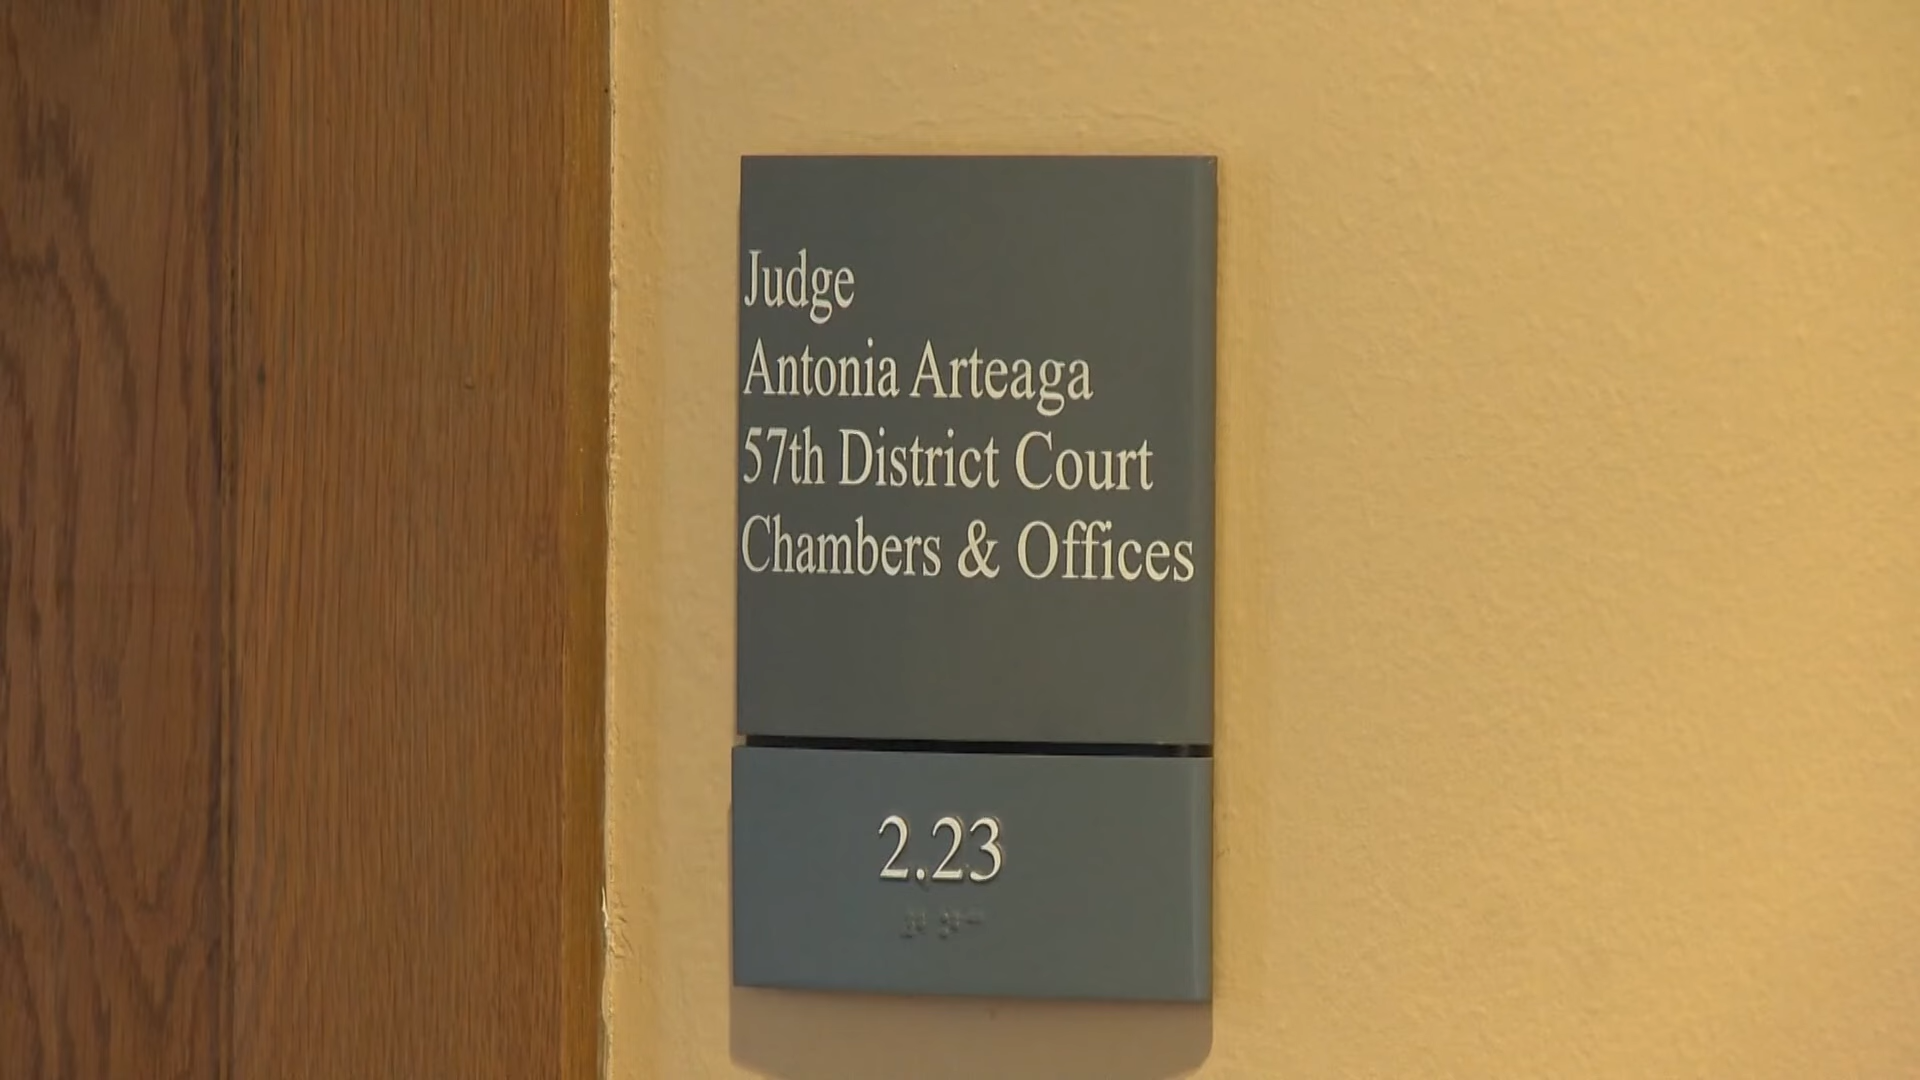 Judge
Antonia Arteaga
57th District Court
Chambers & Offices
2.23